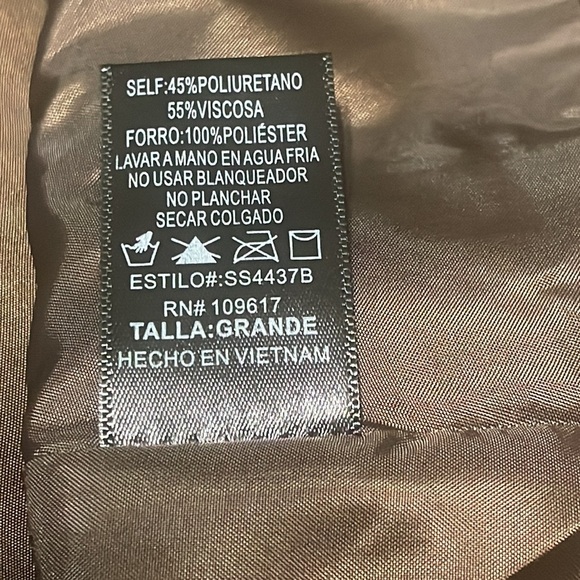 SELF:45%POLIURETANO
55%VISCOSA
FORRO:100%POLIÉSTER
LAVAR A MANO EN AGUA FRIA
NO USAR BLANQUEADOR
NO PLANCHAR
SECAR COLGADO
ESTILO#:SS4437B
RN# 109617
TALLA:GRANDE
HECHO EN VIETNAM